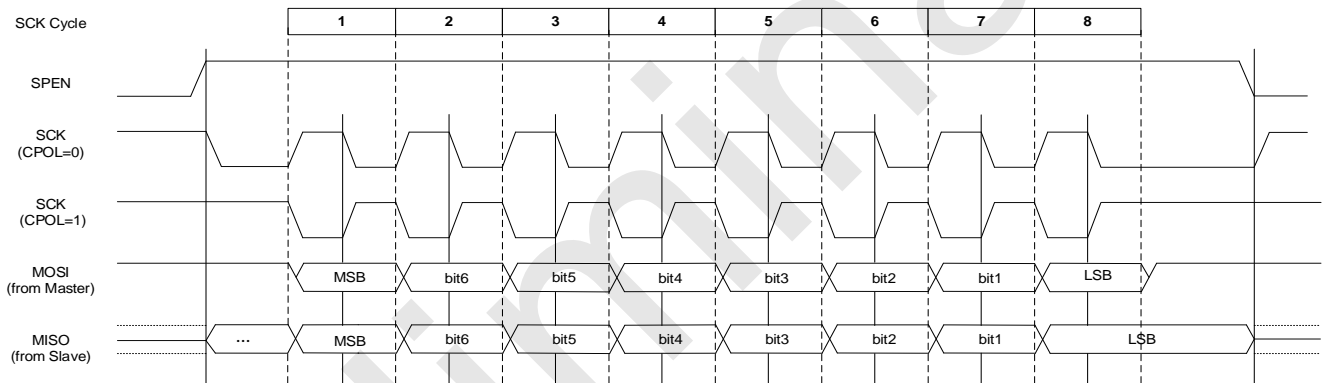 SCK Cycle 1 2 3 4 5 6 7 8
SPEN
SCK
(CPOL=0)
SCK
(CPOL=1)
MOSI
(from Master)
MSB bit6 bit5 bit4 bit3 bit2 bit1 LSB
MISO
(from Slave)
... MSB bit6 bit5 bit4 bit3 bit2 bit1 LSB